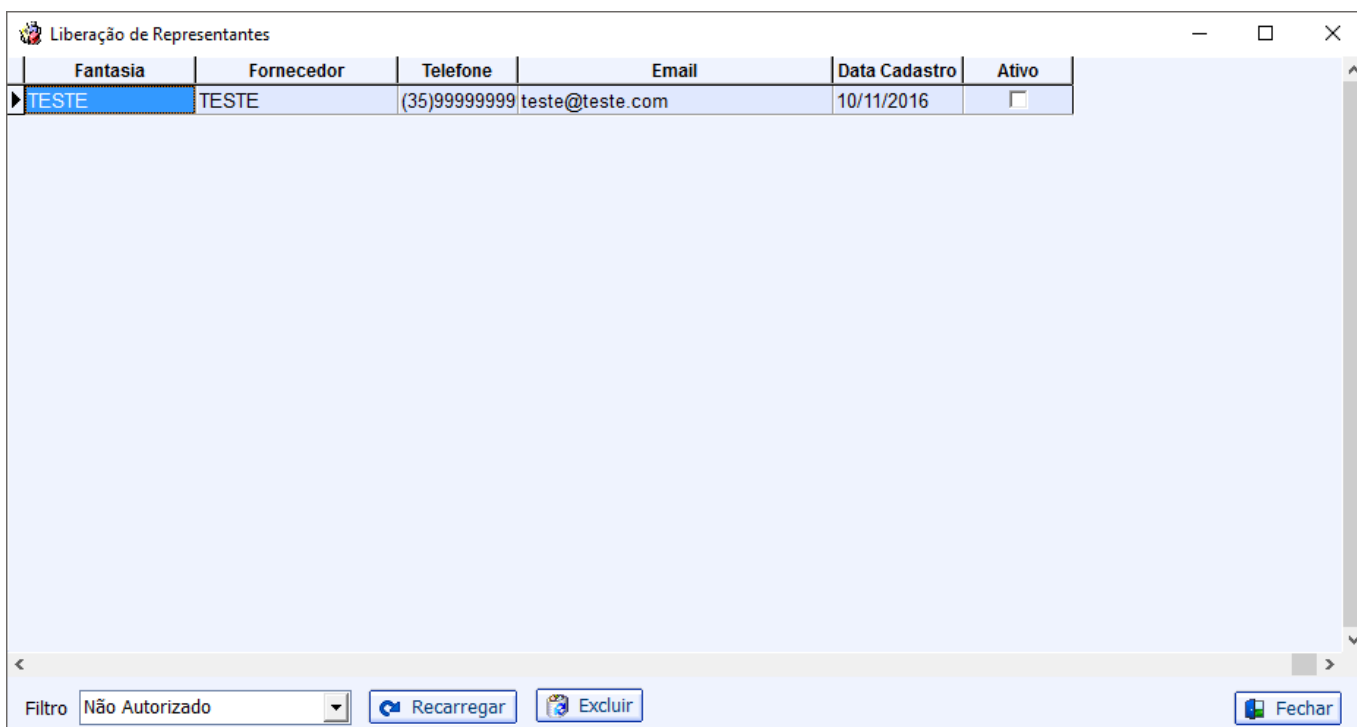 Liberação de Representantes
Fantasia Fornecedor Telefone Email Data Cadastro Ativo
TESTE TESTE (35)99999999 teste@teste.com 10/11/2016
Filtro Não Autorizado Recarregar Excluir Fechar